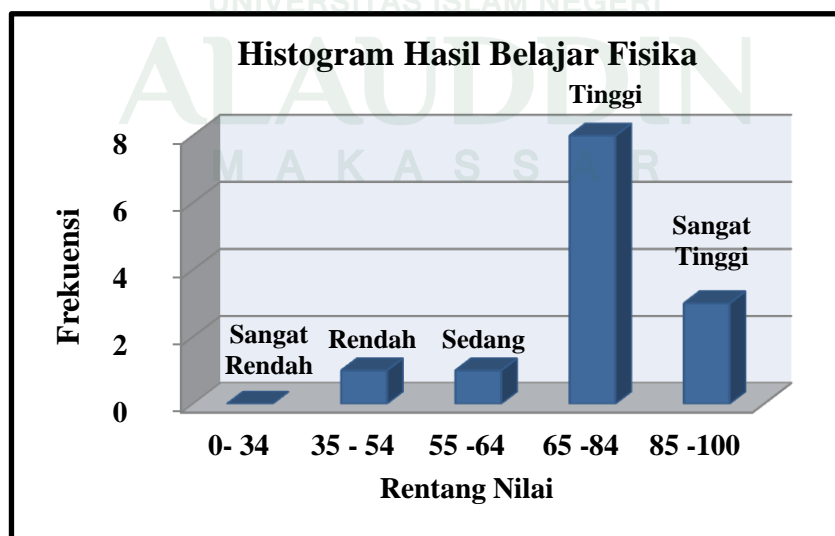 UNIVERSITAS ISLAM NEGERI
ALAUDDIN
MAKASSAR
Histogram Hasil Belajar Fisika
Tinggi
8
6
4
2
0
Frekuensi
Sangat
Rendah
Rendah
Sedang
Sangat
Tinggi
0- 34
35 - 54
55 -64
65 -84
85 -100
Rentang Nilai